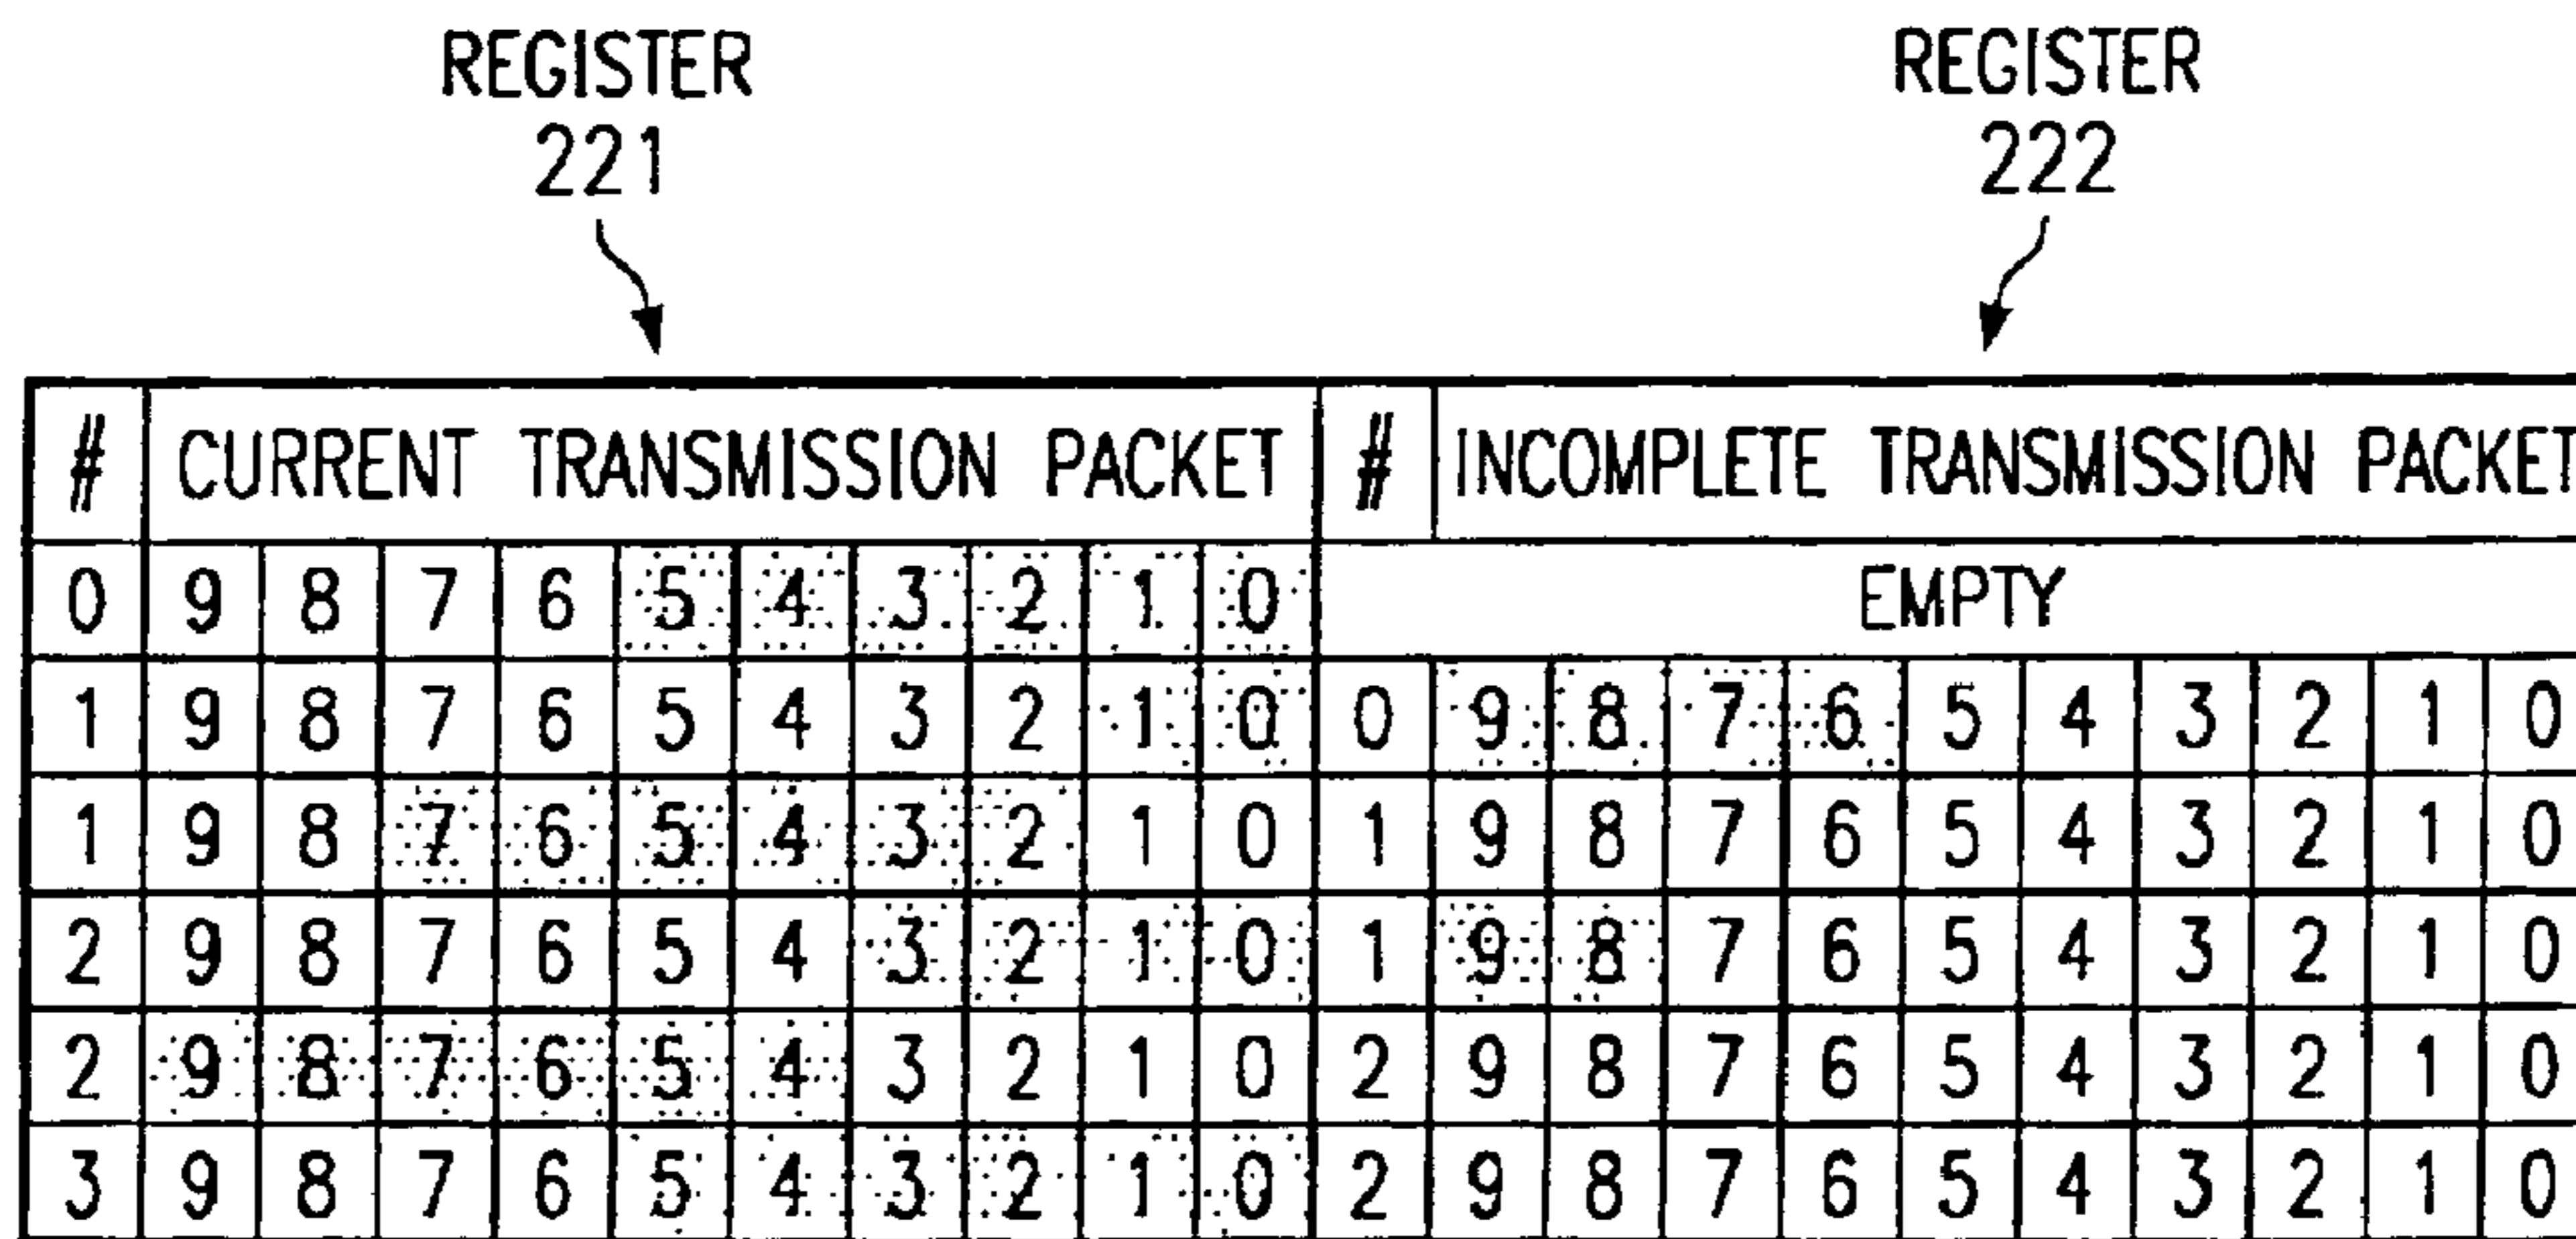 REGISTER
221
REGISTER
222
# CURRENT TRANSMISSION PACKET # INCOMPLETE TRANSMISSION PACKET
0 9 8 7 6 5 4 3 2 1 0 EMPTY
1 9 8 7 6 5 4 3 2 1 0 0 9 8 7 6 5 4 3 2 1 0
1 9 8 7 6 5 4 3 2 1 0 1 9 8 7 6 5 4 3 2 1 0
2 9 8 7 6 5 4 3 2 1 0 1 9 8 7 6 5 4 3 2 1 0
2 9 8 7 6 5 4 3 2 1 0 2 9 8 7 6 5 4 3 2 1 0
3 9 8 7 6 5 4 3 2 1 0 2 9 8 7 6 5 4 3 2 1 0